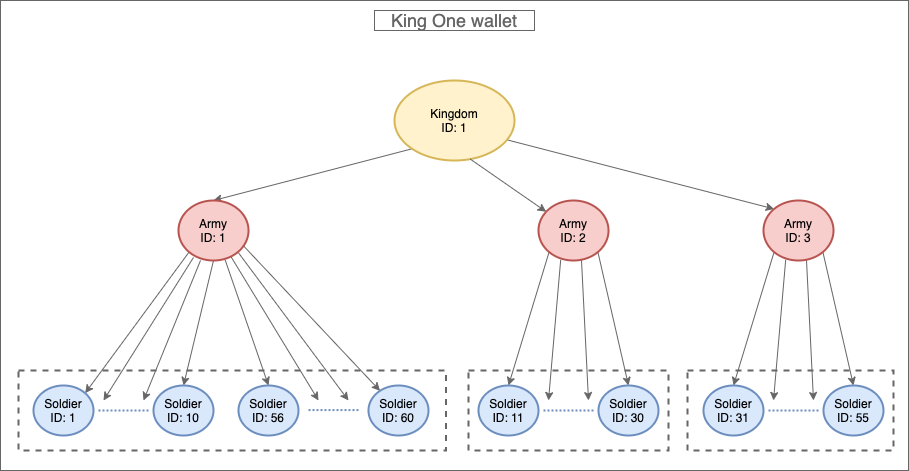 King One wallet
Kingdom
ID: 1
Army
ID: 1
Army
ID: 2
Army
ID: 3
Soldier
ID: 1
Soldier
ID: 10
Soldier
ID: 56
Soldier
ID: 60
Soldier
ID: 11
Soldier
ID: 30
Soldier
ID: 31
Soldier
ID: 55